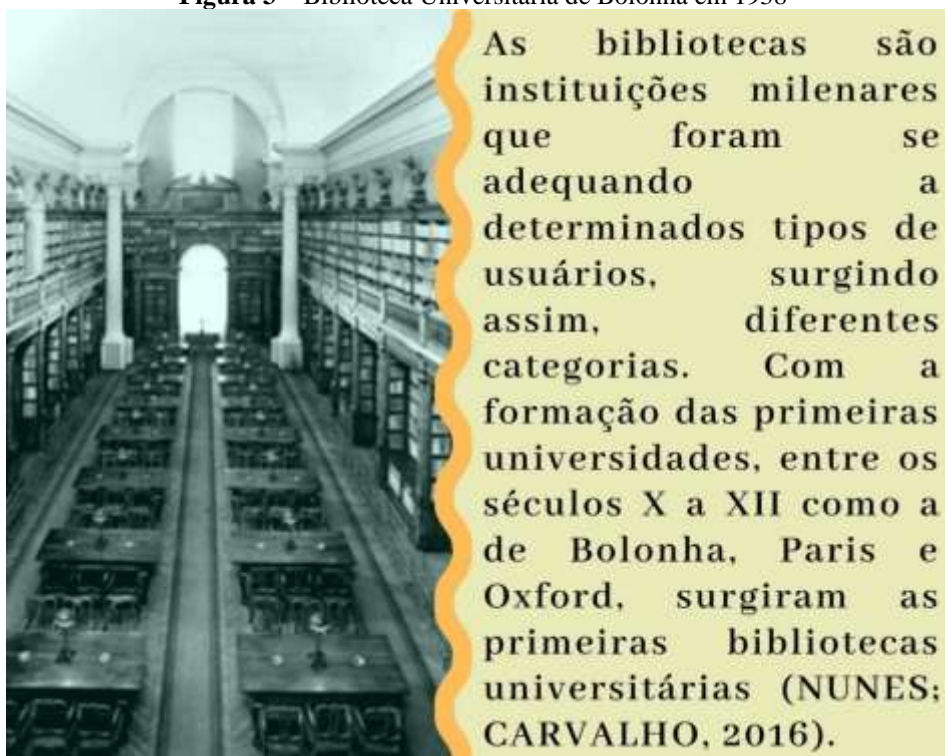 As bibliotecas são
instituições milenares
que foram se
adequando a
determinados tipos de
usuários, surgindo
assim, diferentes
categorias. Com a
formação das primeiras
universidades, entre os
séculos X a XII como a
de Bolonha, Paris e
Oxford, surgiram as
primeiras bibliotecas
universitárias (NUNES;
CARVALHO, 2016).